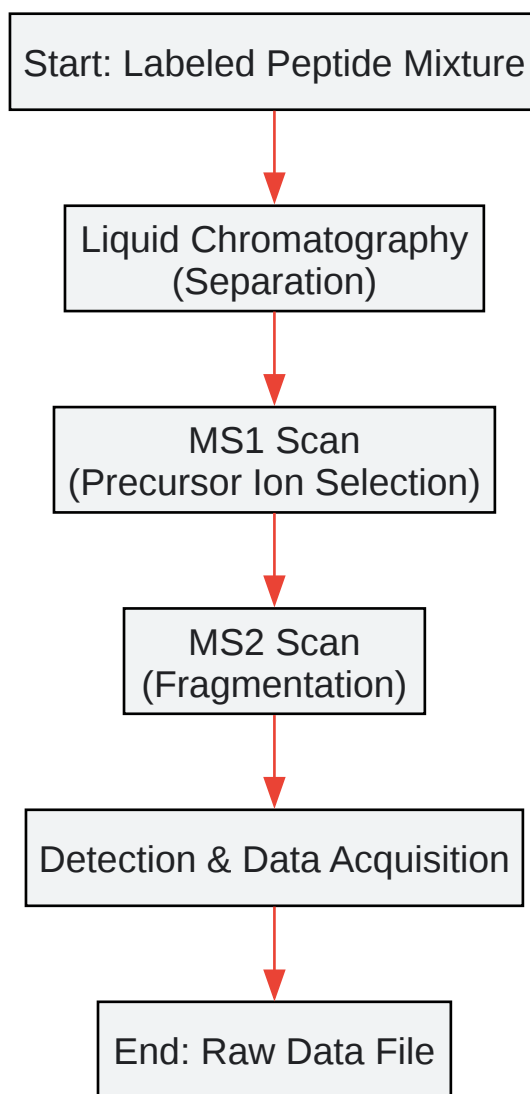 Start: Labeled Peptide Mixture
Liquid Chromatography
(Separation)
MS1 Scan
(Precursor Ion Selection)
MS2 Scan
(Fragmentation)
Detection & Data Acquisition
End: Raw Data File